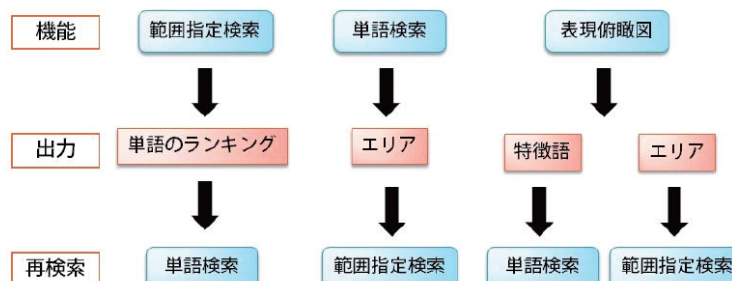 機能
範囲指定検索
単語検索
表現俯瞰図
出力
単語のランキング
エリア
特徴語
エリア
再検索
単語検索
範囲指定検索
単語検索
範囲指定検索